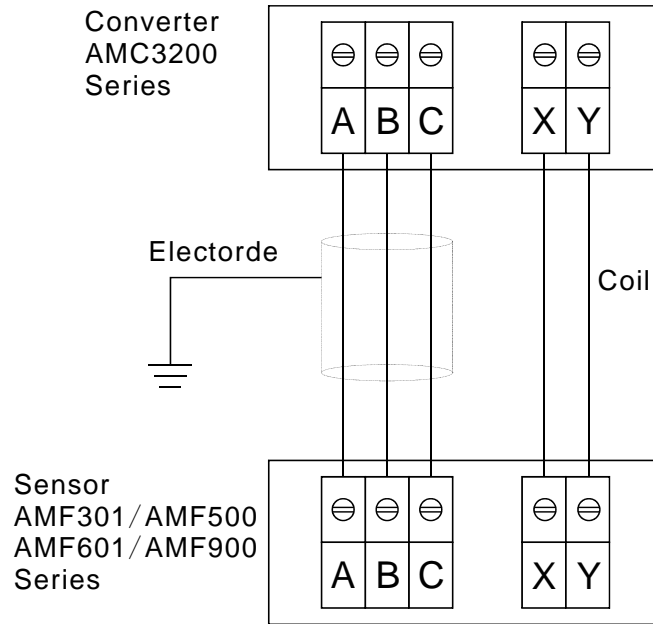 Converter
AMC3200
Series
A B C X Y
Electorde
Coil
Sensor
AMF301/AMF500
AMF601/AMF900
Series
A B C X Y